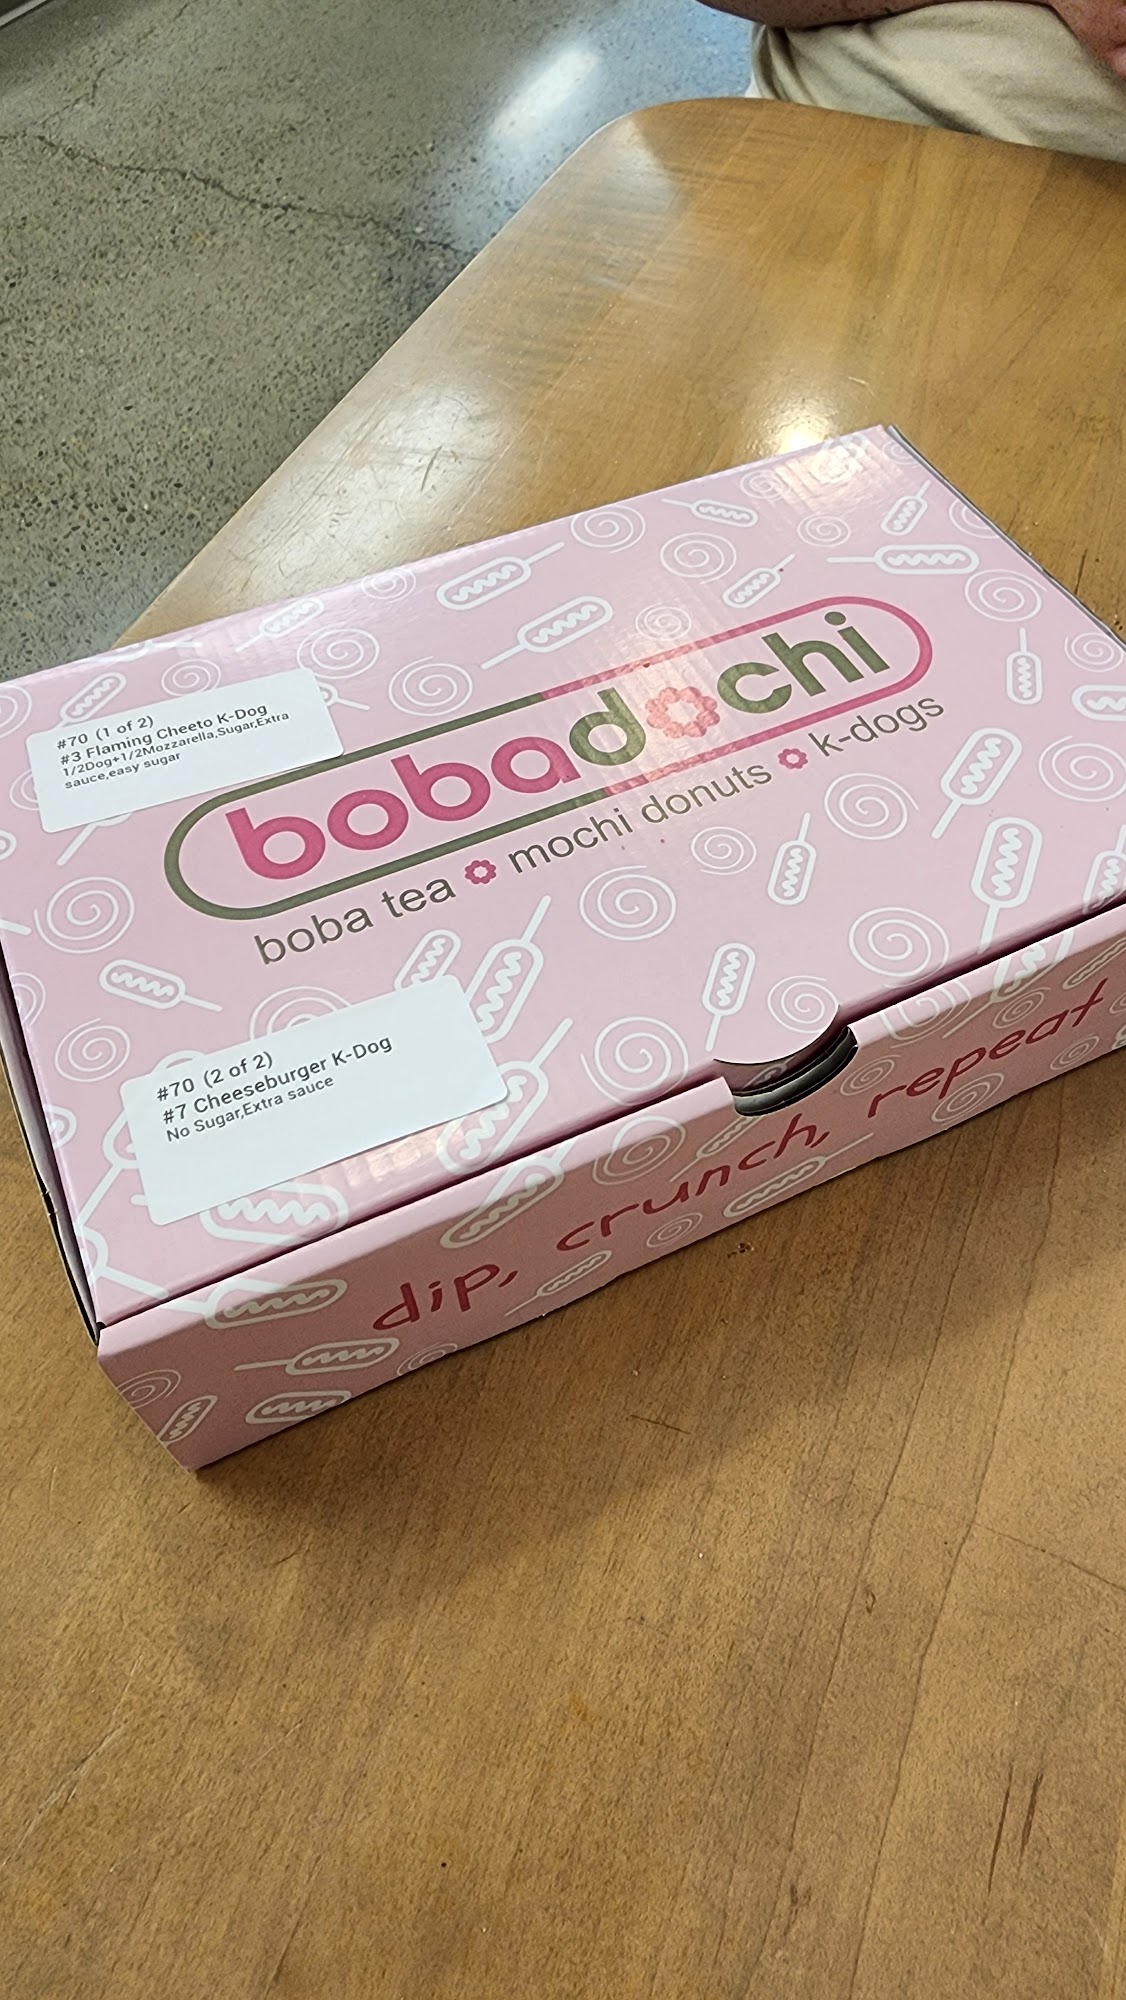 #70 (1 of 2)
#3 Flaming Cheeto K-Dog
1/2Dog+1/2Mozzarella,Sugar,Extra
sauce,easy sugar
bobadochi
boba tea mochi donuts k-dogs
#70 (2 of 2)
#7 Cheeseburger K-Dog
No Sugar,Extra sauce
dip, crunch, repeat